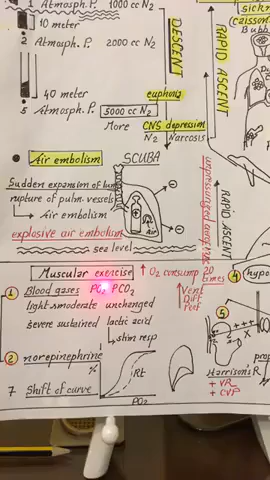 1 Atmosph. P. 1000 cc N₂
10 meter
2 Atmosph. P. 2000 cc N₂
DESCENT
40 meter
euphoria
5 Atmosph. P. 5000 cc N₂
More CNS depression
N₂ Narcosis
RAPID ASCENT
RAPID ASCENT
Air embolism
SCUBA
Sudden expansion of lung
rupture of pulm. vessels
Air embolism
explosive air embolism
Air
sea level
Muscular exercise
↑ O₂ consump 20 times
① Blood gases PO₂ PCO₂
light & moderate unchanged
severe sustained lactic acid
↓ stim resp
↑ Vent
Diff
Perf
② norepinephrine
%
Rt
7 Shift of curve
PO₂
④ hypo
⑤
+ + +
X
Harrison's R
+ VR
+ CVP